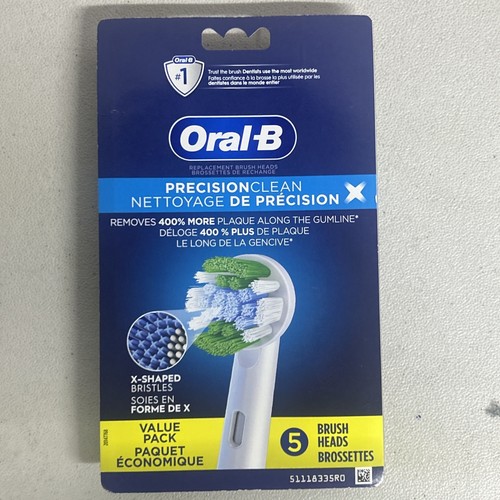 Oral-B
#1
Trust the brush Dentists use the most worldwide
Faites confiance à la brosse la plus utilisée par les
dentistes dans le monde entier
Oral-B
REPLACEMENT BRUSH HEADS
BROSSETTES DE RECHANGE
PRECISIONCLEAN
NETTOYAGE DE PRÉCISION X
REMOVES 400% MORE PLAQUE ALONG THE GUMLINE*
DÉLOGE 400 % PLUS DE PLAQUE
LE LONG DE LA GENCIVE*
X-SHAPED
BRISTLES
SOIES EN
FORME DE X
VALUE
PACK
PAQUET
ÉCONOMIQUE
5 BRUSH
HEADS
BROSSETTES
51118335RO